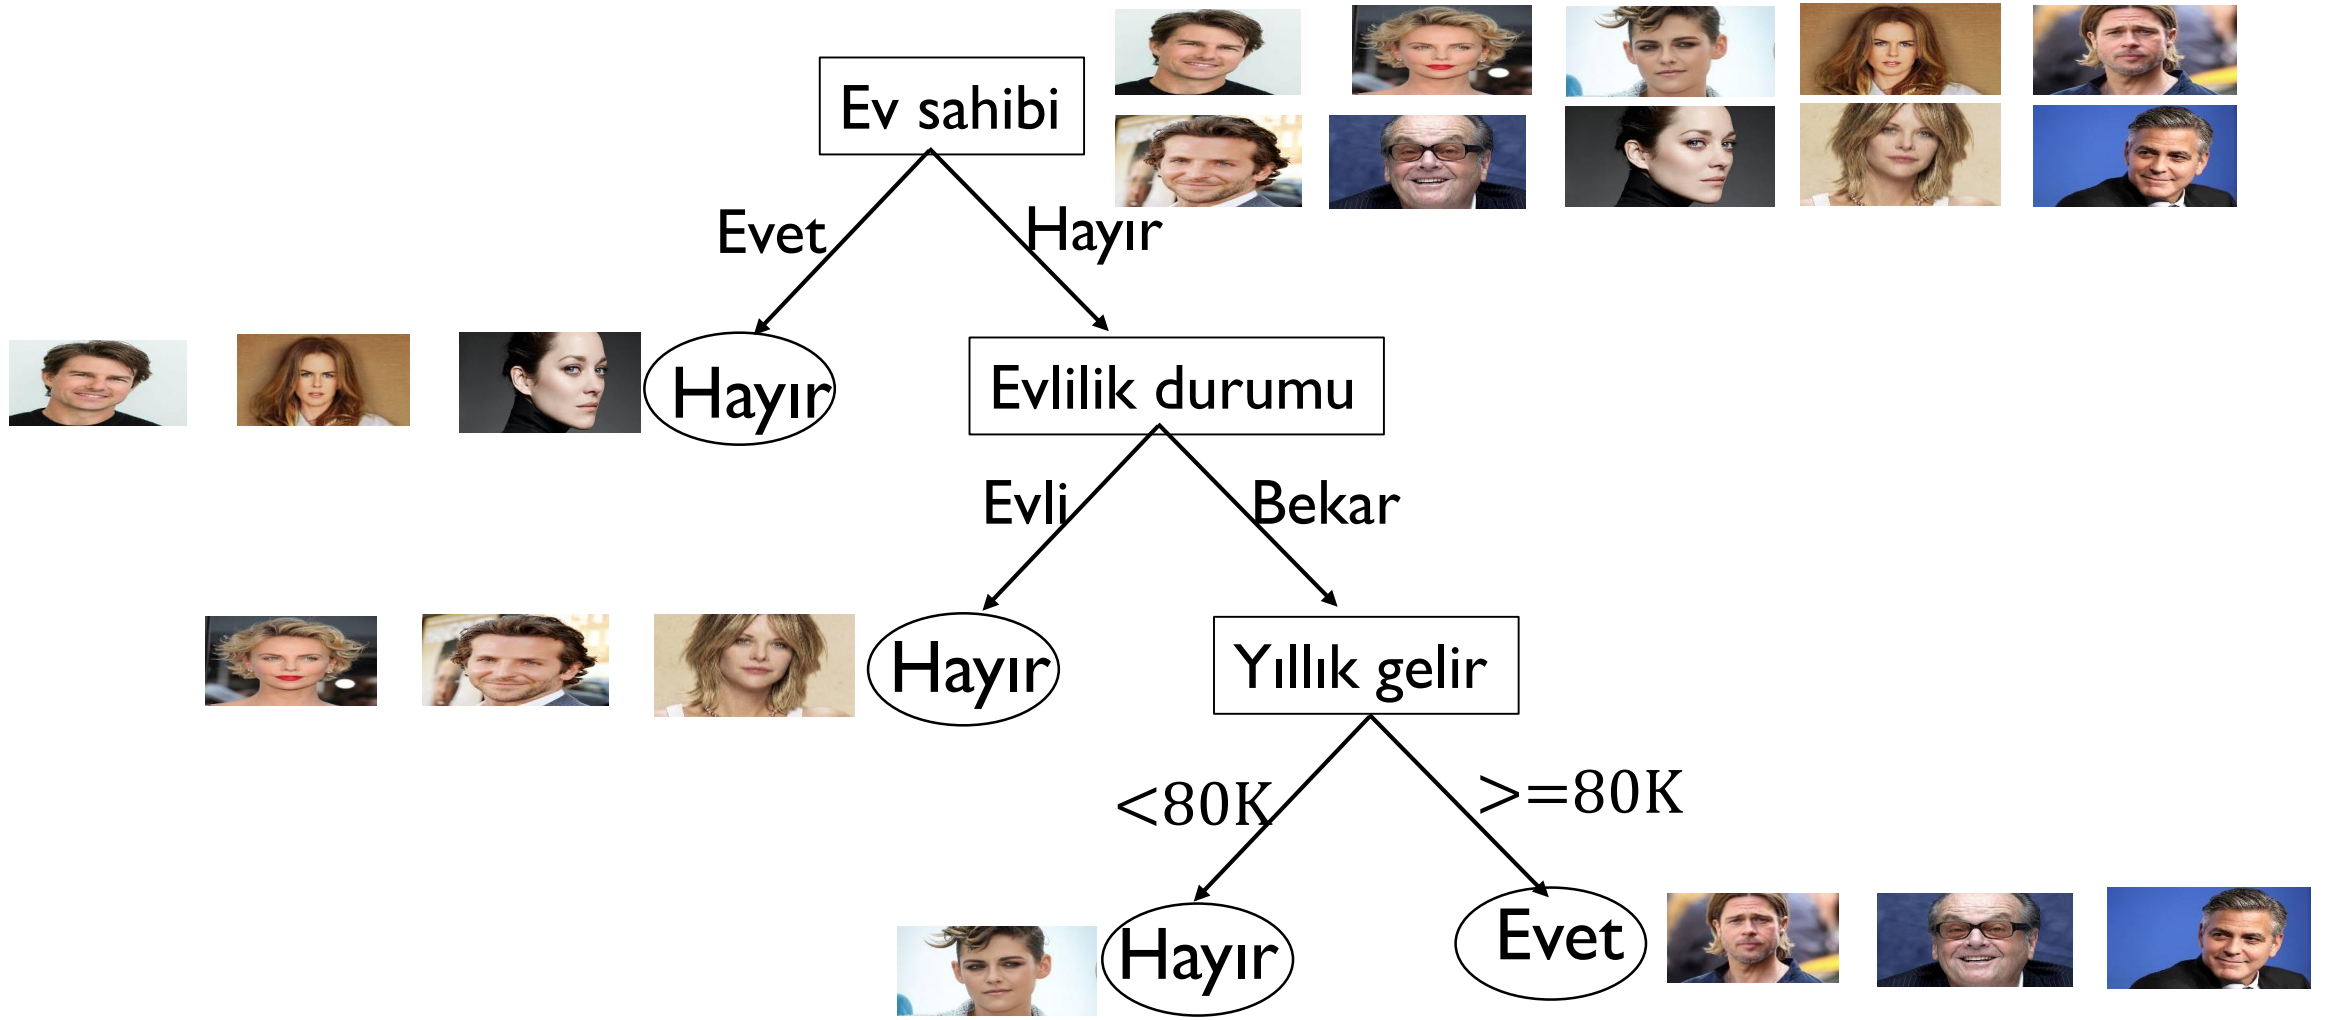 Ev sahibi
Evet
Hayır
Hayır
Evlilik durumu
Evli
Bekar
Hayır
Yıllık gelir
<80K
>=80K
Hayır
Evet